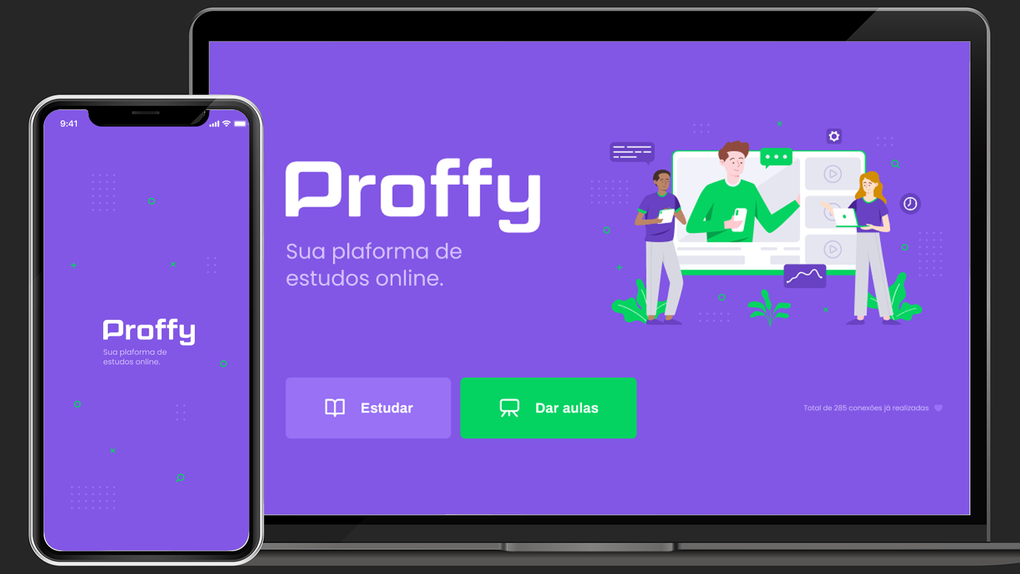 9:41
Proffy
Sua plaforma de
estudos online.
Proffy
Sua plaforma de
estudos online.
Estudar
Dar aulas
Total de 285 conexões já realizadas